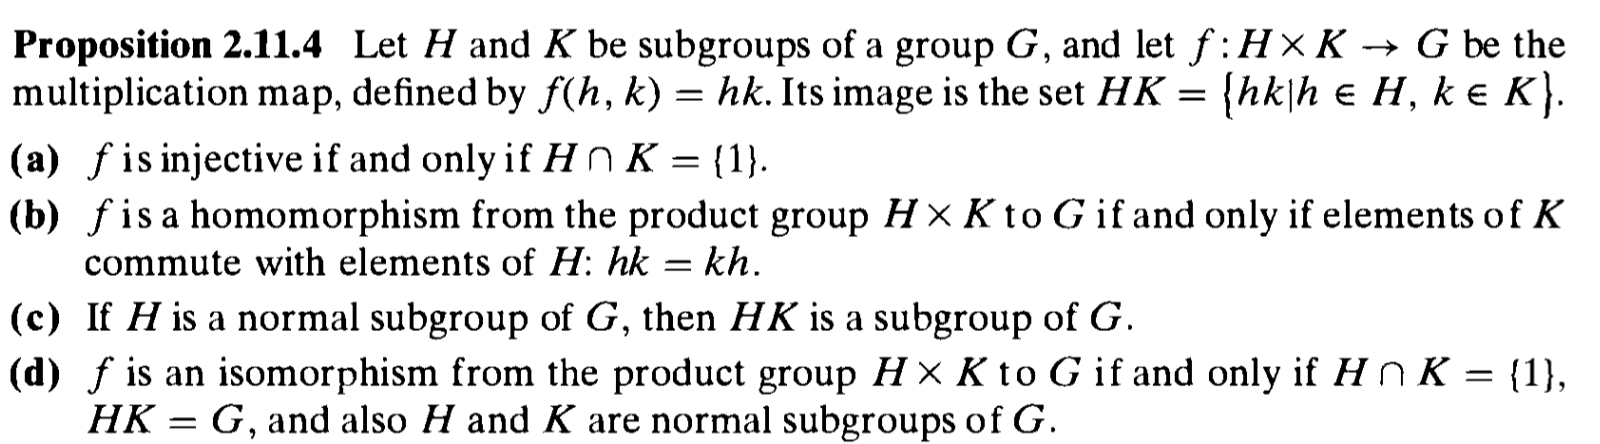 Proposition 2.11.4 Let H and K be subgroups of a group G, and let f : H × K → G be the
multiplication map, defined by f(h, k) = hk. Its image is the set HK = {hk|h ∈ H, k ∈ K}.
(a) f is injective if and only if H ∩ K = {1}.
(b) f is a homomorphism from the product group H × K to G if and only if elements of K
commute with elements of H: hk = kh.
(c) If H is a normal subgroup of G, then HK is a subgroup of G.
(d) f is an isomorphism from the product group H × K to G if and only if H ∩ K = {1},
HK = G, and also H and K are normal subgroups of G.